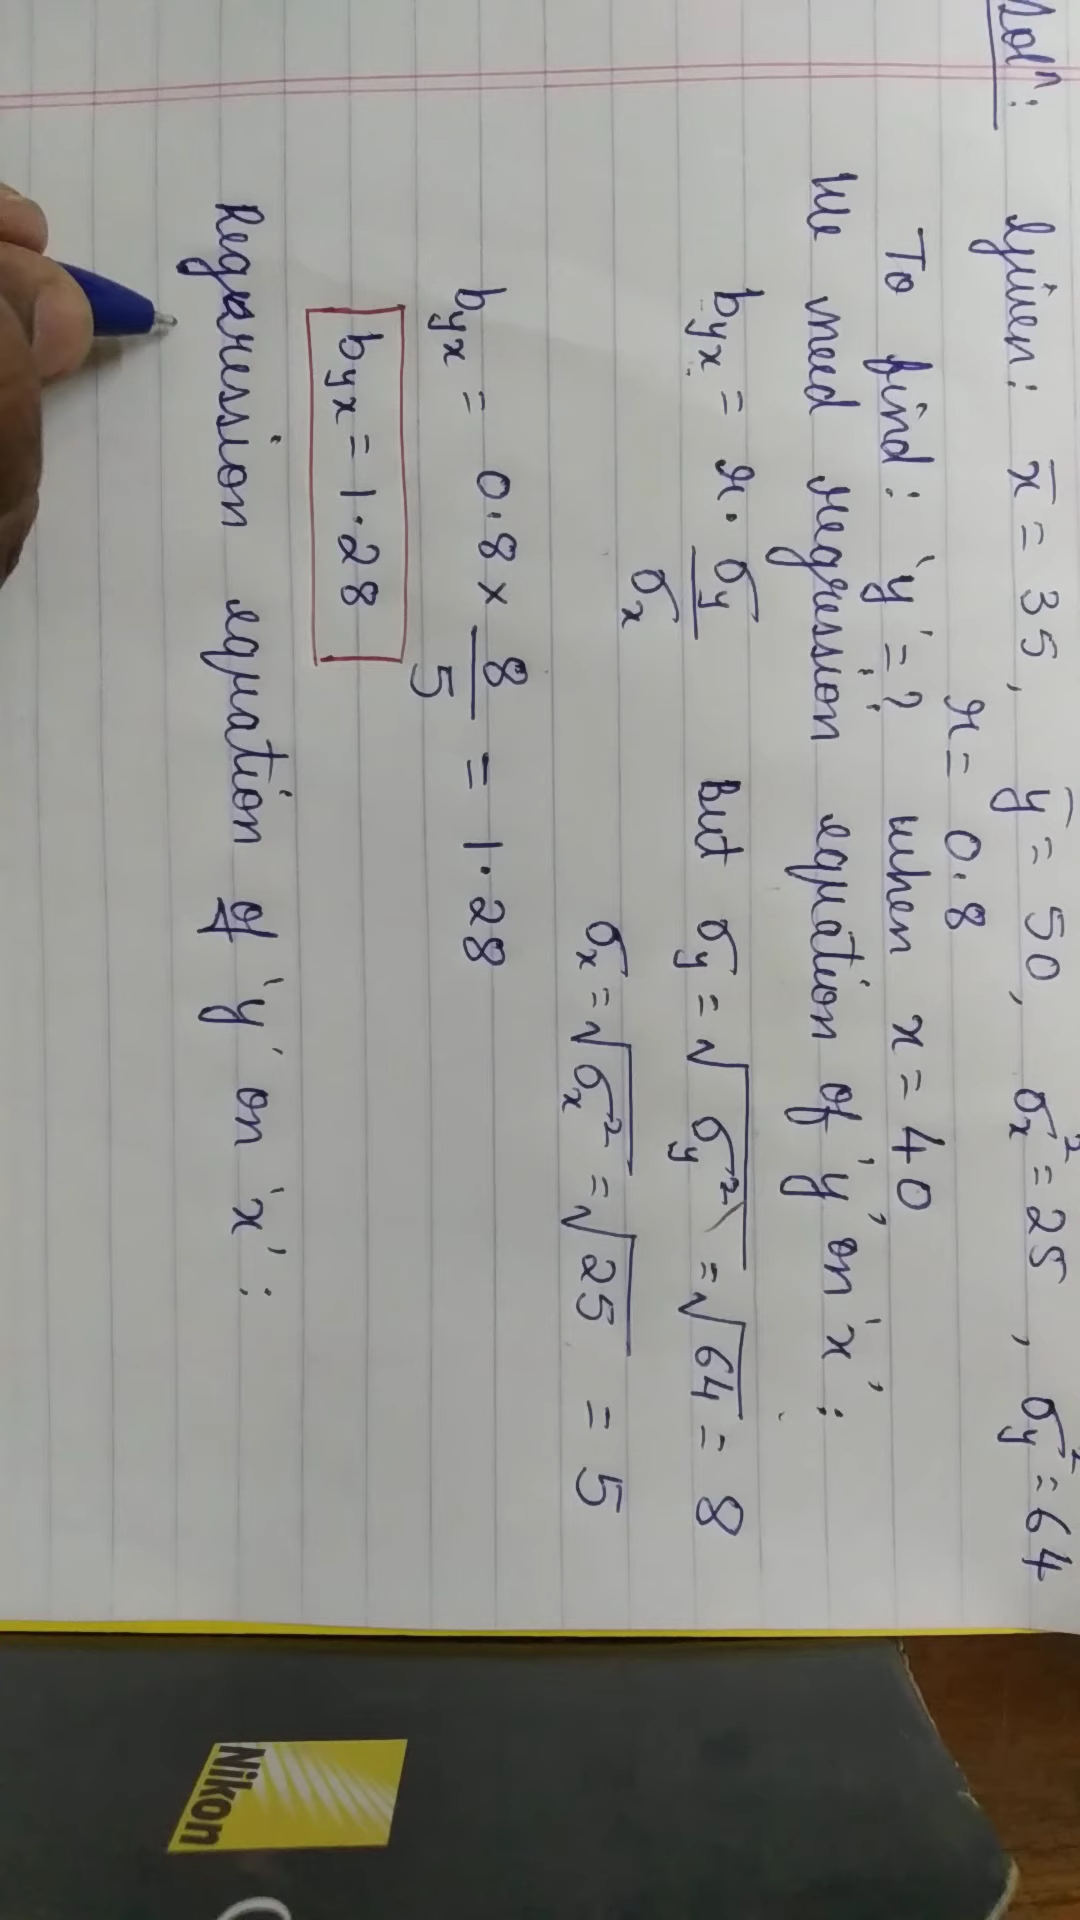 Solⁿ:
Given: x̄ = 35, ȳ = 50, σx² = 25, σy² = 64
r = 0.8
To find: 'y' = ? when x = 40
We need regression equation of 'y' on 'x':
byx = r. σy/σx But σy = √σy² = √64 = 8
σx = √σx² = √25 = 5
byx = 0.8 × 8/5 = 1.28
byx = 1.28
Regression equation of 'y' on 'x':
Nikon